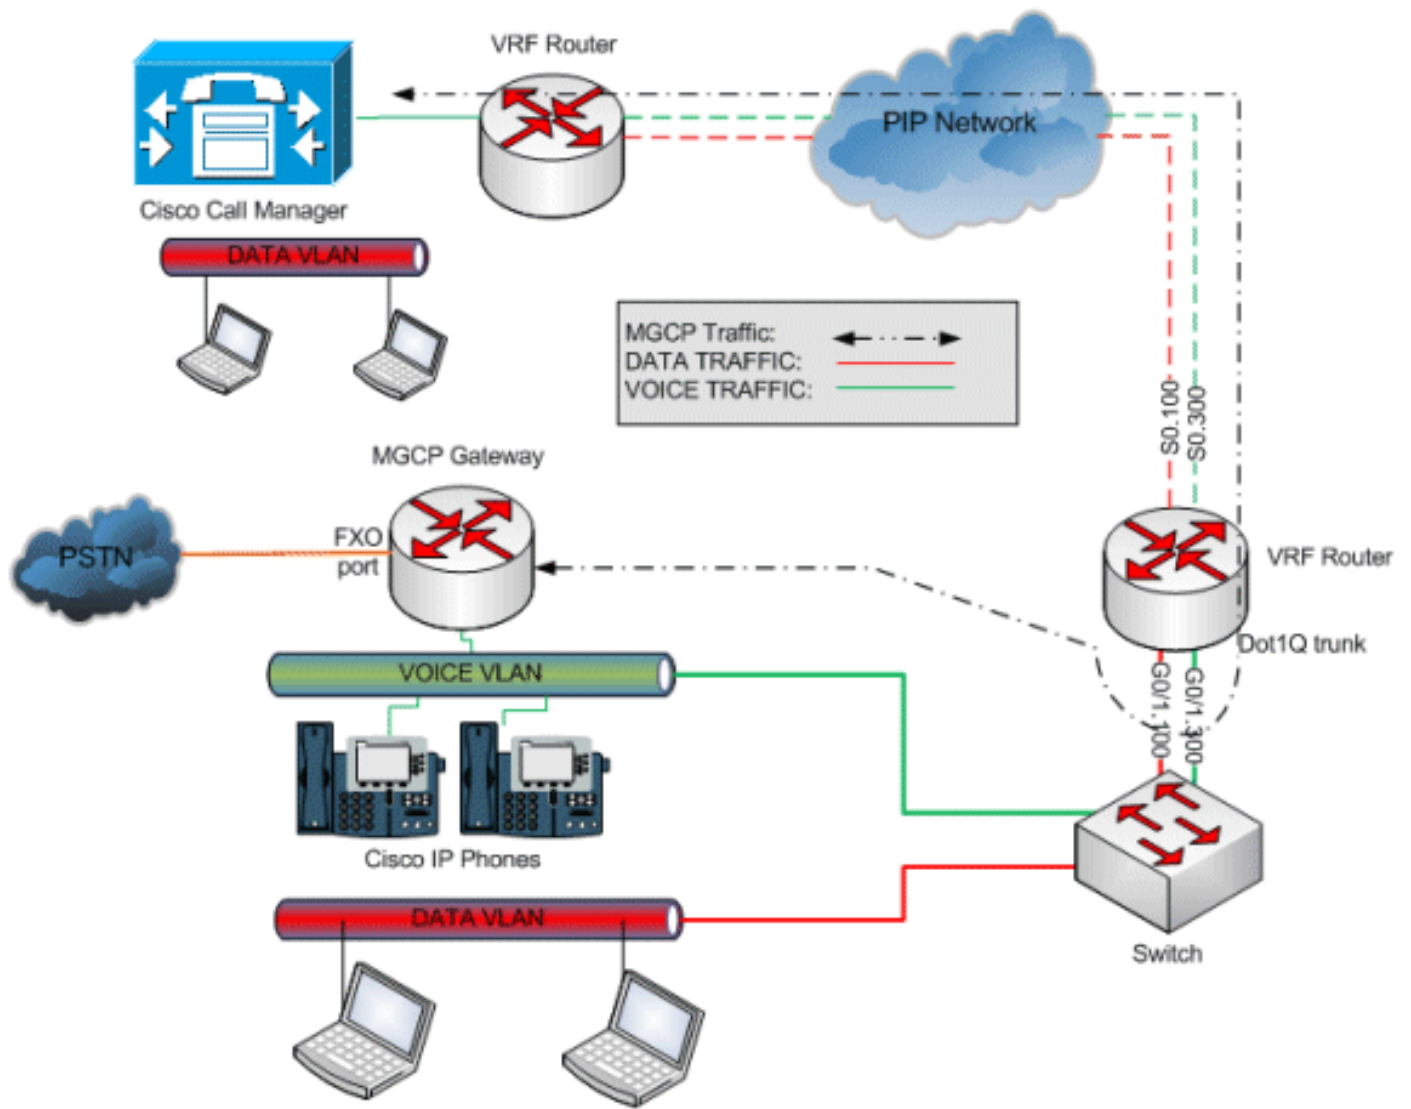 VRF Router
PIP Network
Cisco Call Manager
DATA VLAN
MGCP Traffic:
DATA TRAFFIC:
VOICE TRAFFIC:
S0.100
S0.300
MGCP Gateway
PSTN
FXO
port
VRF Router
Dot1Q trunk
G0/1.100
G0/1.300
VOICE VLAN
Cisco IP Phones
DATA VLAN
Switch